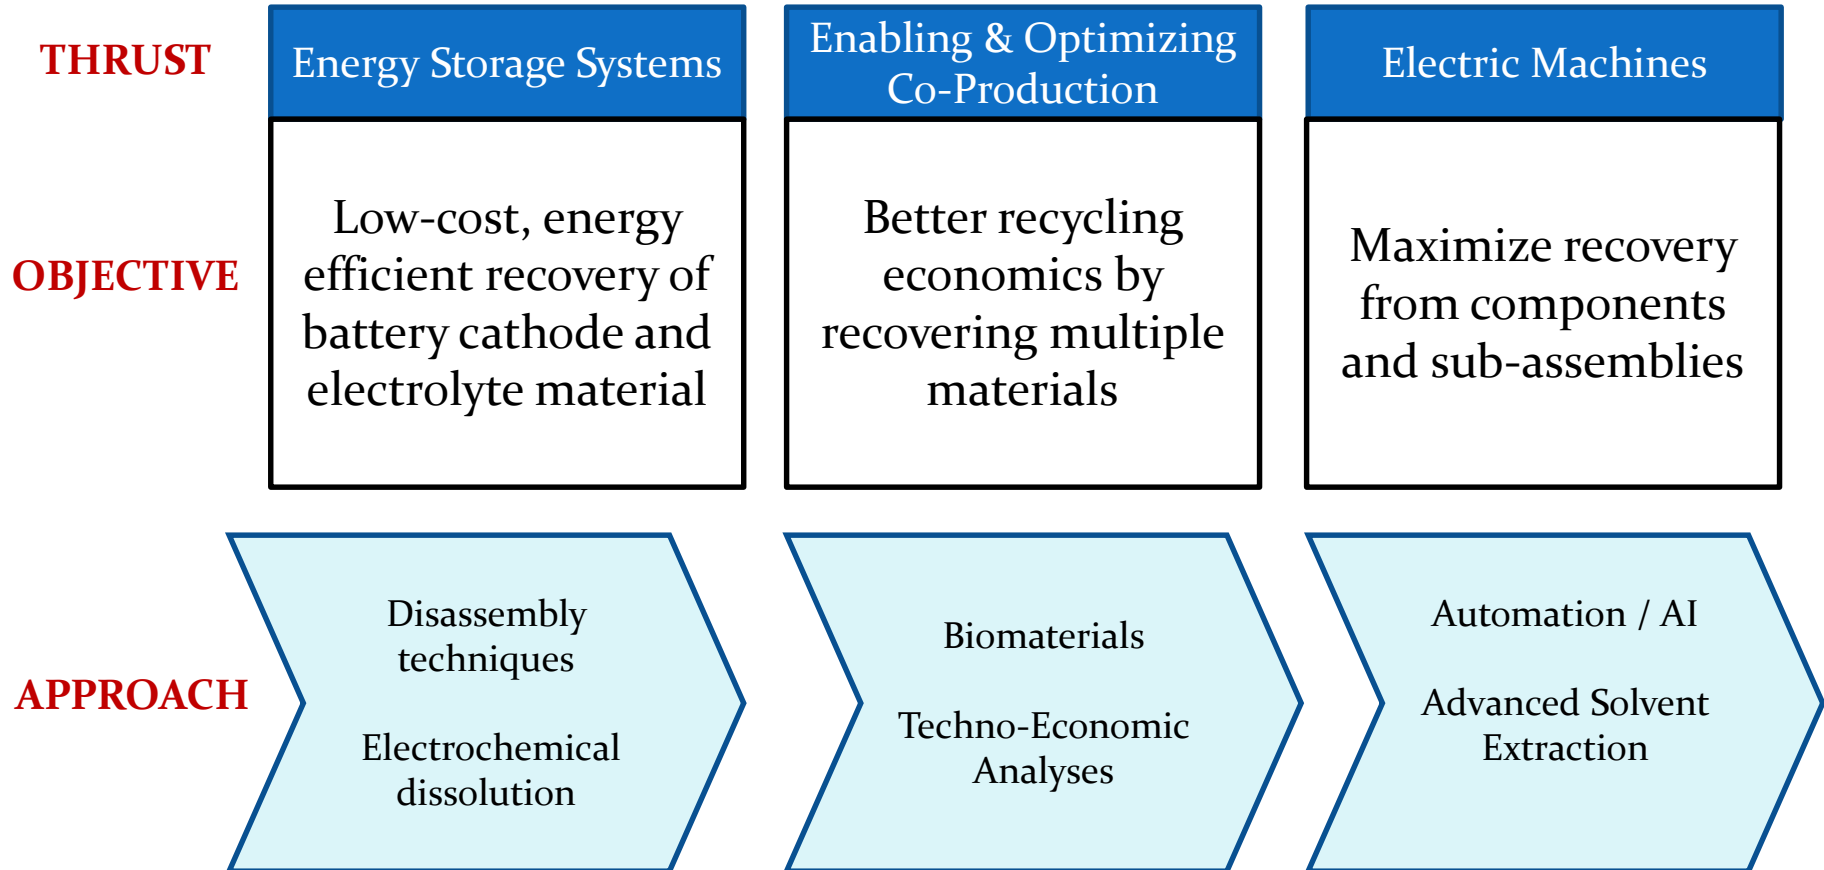 THRUST
Energy Storage Systems
Enabling & Optimizing
Co-Production
Electric Machines
OBJECTIVE
Low-cost, energy
efficient recovery of
battery cathode and
electrolyte material
Better recycling
economics by
recovering multiple
materials
Maximize recovery
from components
and sub-assemblies
APPROACH
Disassembly
techniques
Electrochemical
dissolution
Biomaterials
Techno-Economic
Analyses
Automation / AI
Advanced Solvent
Extraction